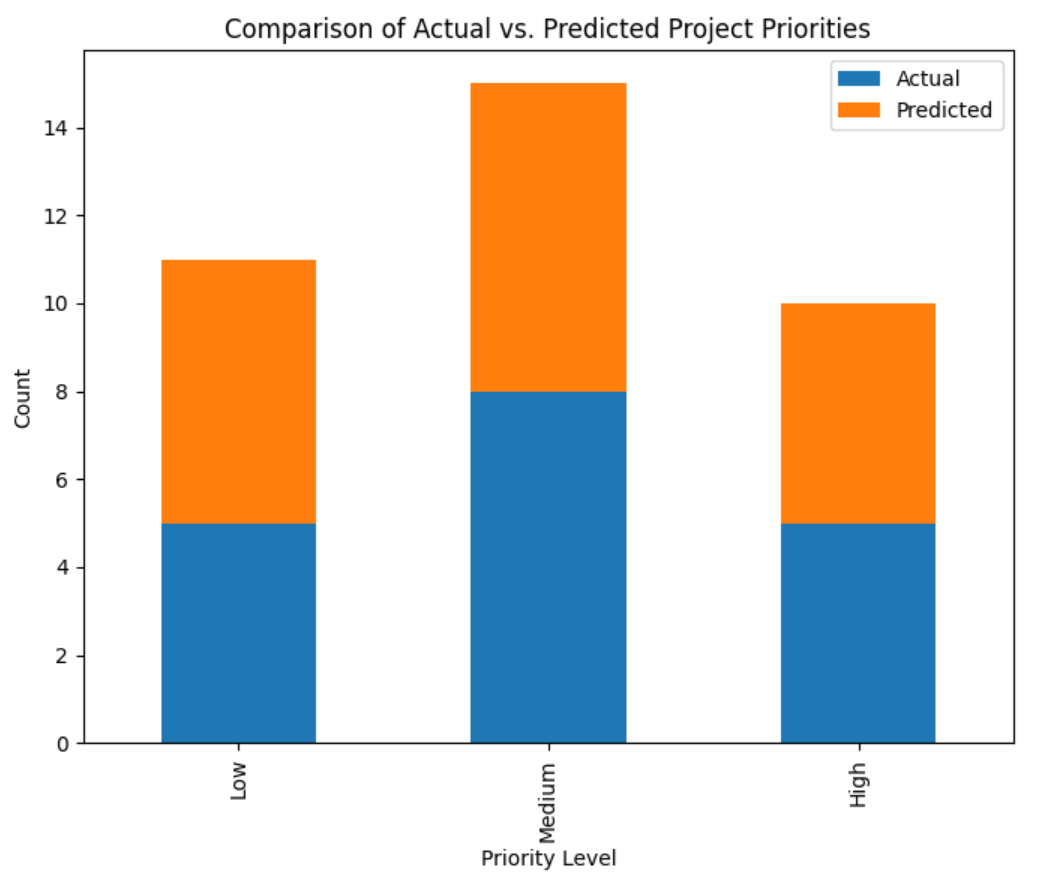 Comparison of Actual vs. Predicted Project Priorities
Actual
Predicted
14
12
10
8
6
4
2
0
Count
Low
Medium
High
Priority Level